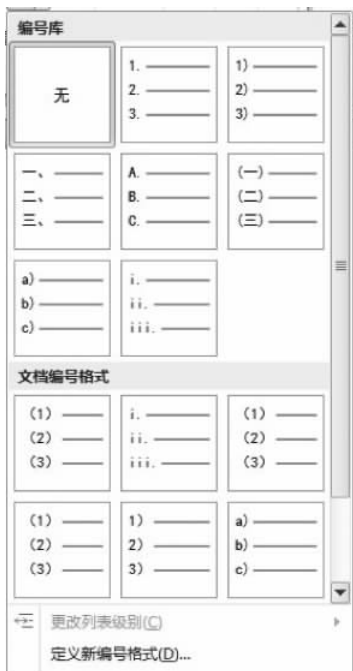 编号库
无
1.
2.
3.
1)
2)
3)
一、
二、
三、
A.
B.
C.
(一)
(二)
(三)
a)
b)
c)
i.
ii.
iii.
文档编号格式
(1)
(2)
(3)
i.
ii.
iii.
(1)
(2)
(3)
(1)
(2)
(3)
1)
2)
3)
a)
b)
c)
更改列表级别(C)
定义新编号格式(D)...